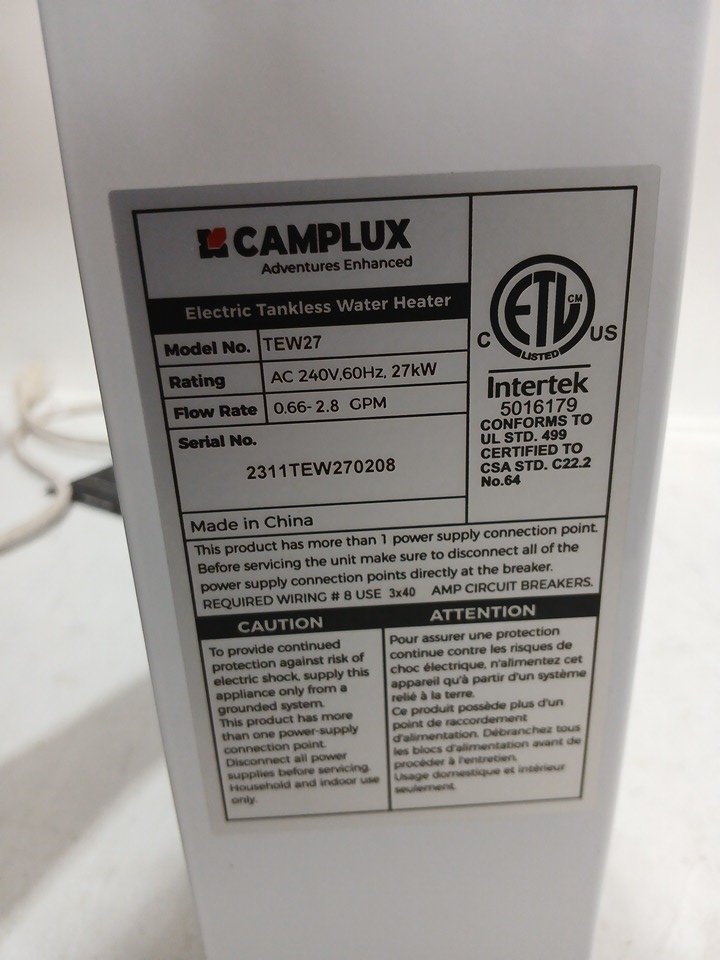 CAMPLUX
Adventures Enhanced
Electric Tankless Water Heater
Model No. TEW27
Rating AC 240V,60Hz, 27kW
Flow Rate 0.66- 2.8 GPM
Serial No.
2311TEW270208
Made in China
ETL CM
C US
LISTED
Intertek
5016179
CONFORMS TO
UL STD. 499
CERTIFIED TO
CSA STD. C22.2
No.64
This product has more than 1 power supply connection point.
Before servicing the unit make sure to disconnect all of the
power supply connection points directly at the breaker.
REQUIRED WIRING # 8 USE 3x40 AMP CIRCUIT BREAKERS.
CAUTION
To provide continued
protection against risk of
electric shock, supply this
appliance only from a
grounded system.
This product has more
than one power-supply
connection point.
Disconnect all power
supplies before servicing.
Household and indoor use
only.
ATTENTION
Pour assurer une protection
continue contre les risques de
choc électrique, n'alimentez cet
appareil qu'à partir d'un système
relié à la terre.
Ce produit possède plus d'un
point de raccordement
d'alimentation. Débranchez tous
les blocs d'alimentation avant de
procéder à l'entretien.
Usage domestique et intérieur
seulement.